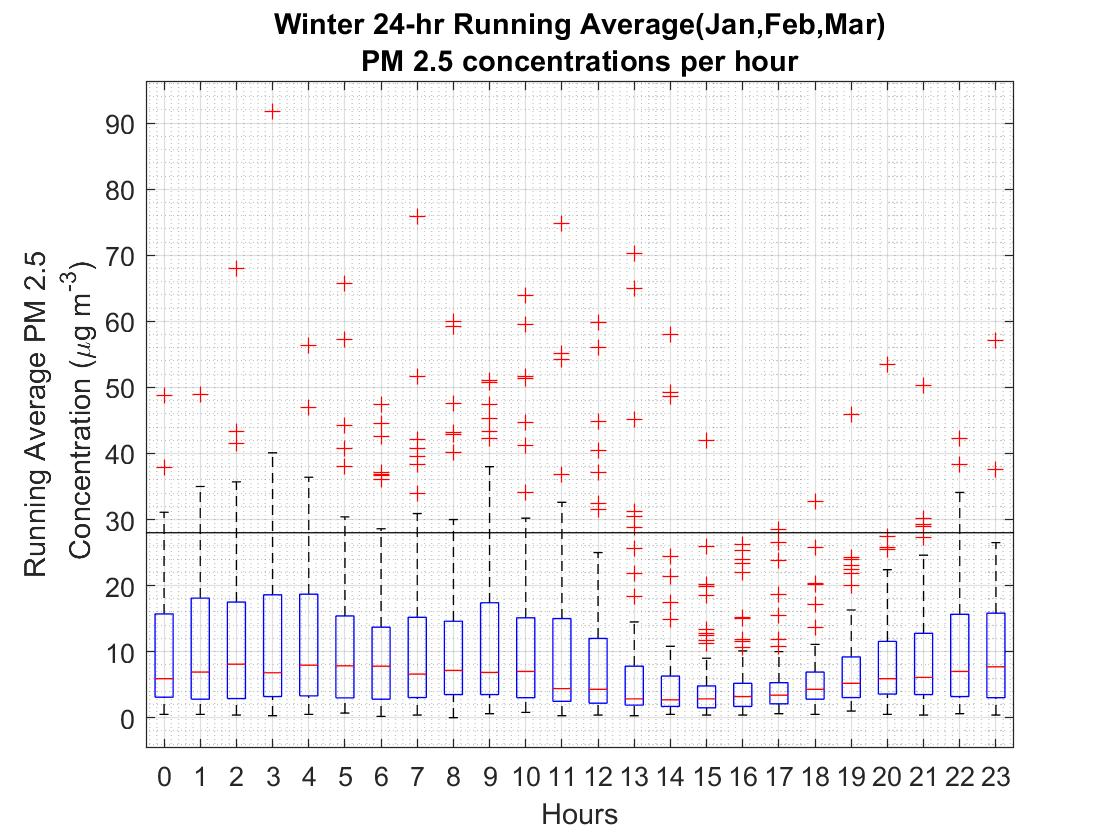 Winter 24-hr Running Average(Jan,Feb,Mar)
PM 2.5 concentrations per hour
Running Average PM 2.5
Concentration (μg m-3)
90
80
70
60
50
40
30
20
10
0
0 1 2 3 4 5 6 7 8 9 10 11 12 13 14 15 16 17 18 19 20 21 22 23
Hours